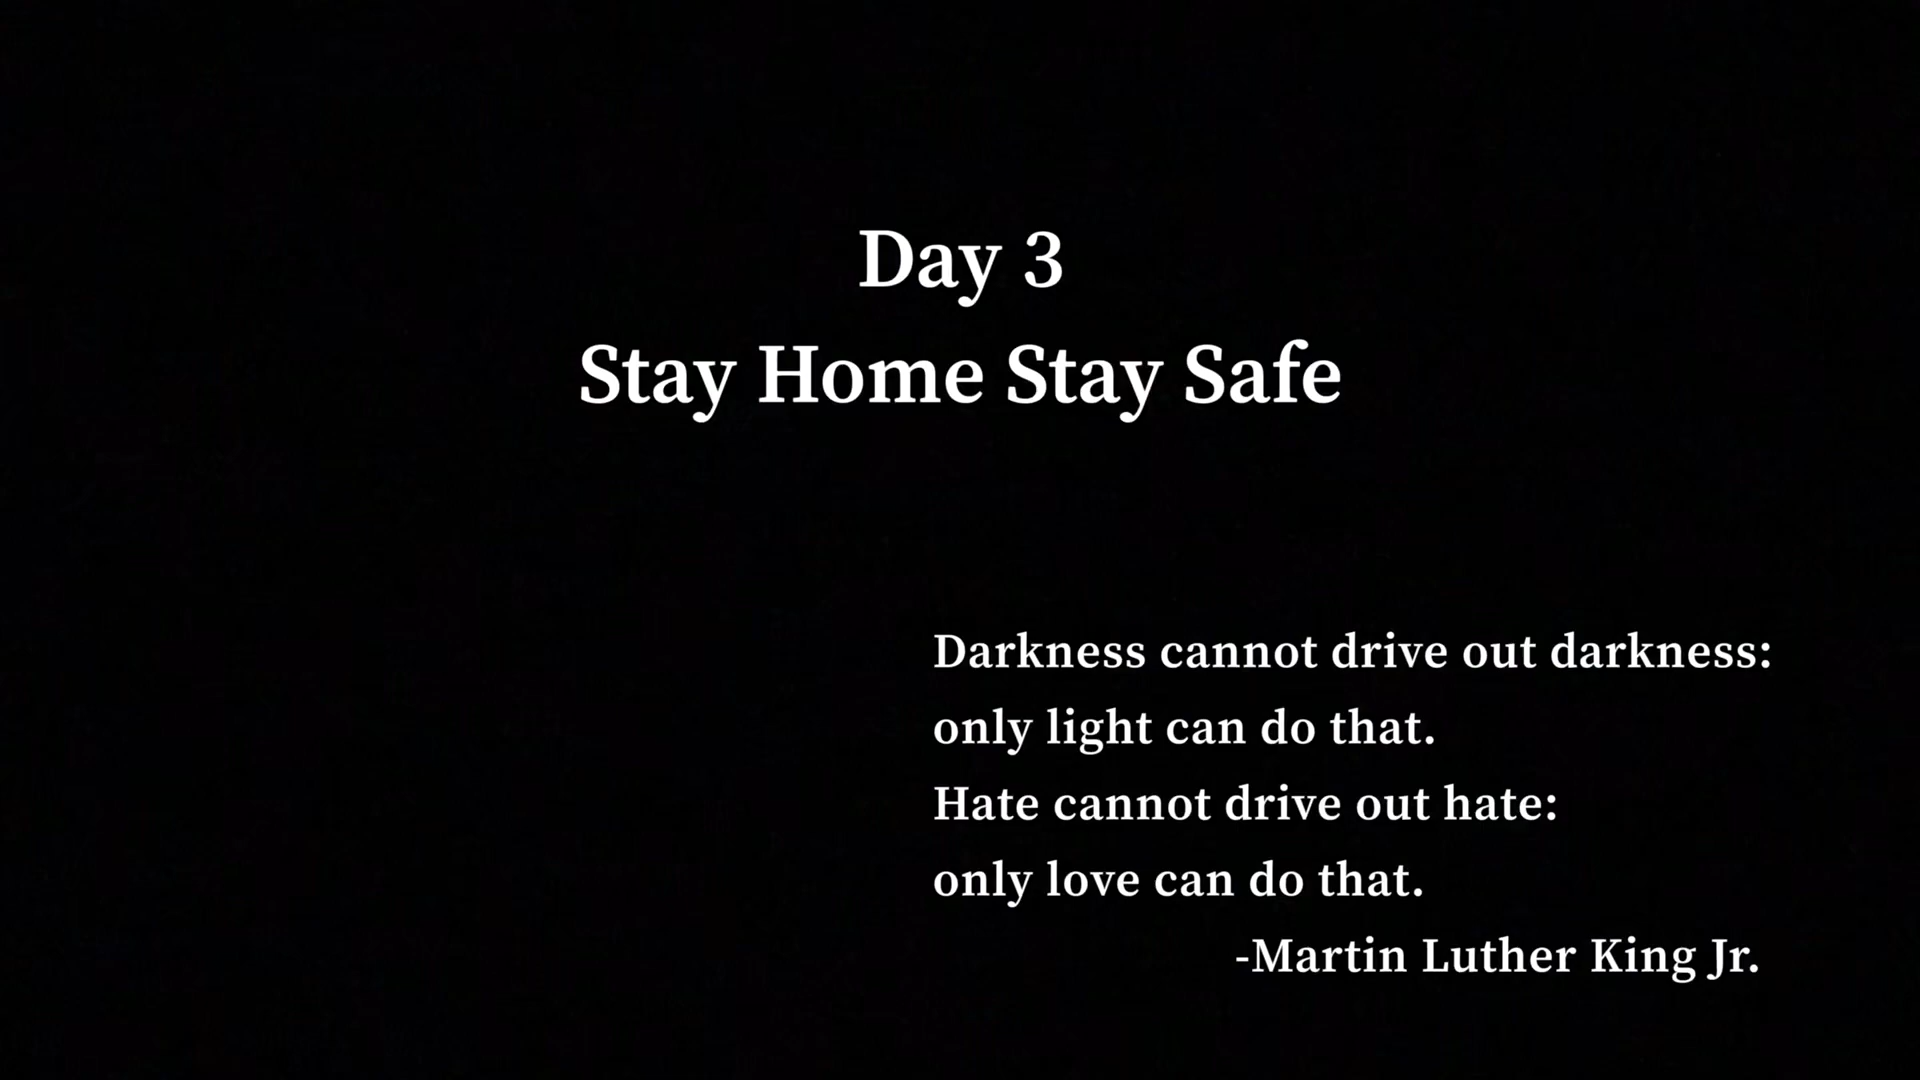 Day 3
Stay Home Stay Safe
Darkness cannot drive out darkness:
only light can do that.
Hate cannot drive out hate:
only love can do that.
-Martin Luther King Jr.